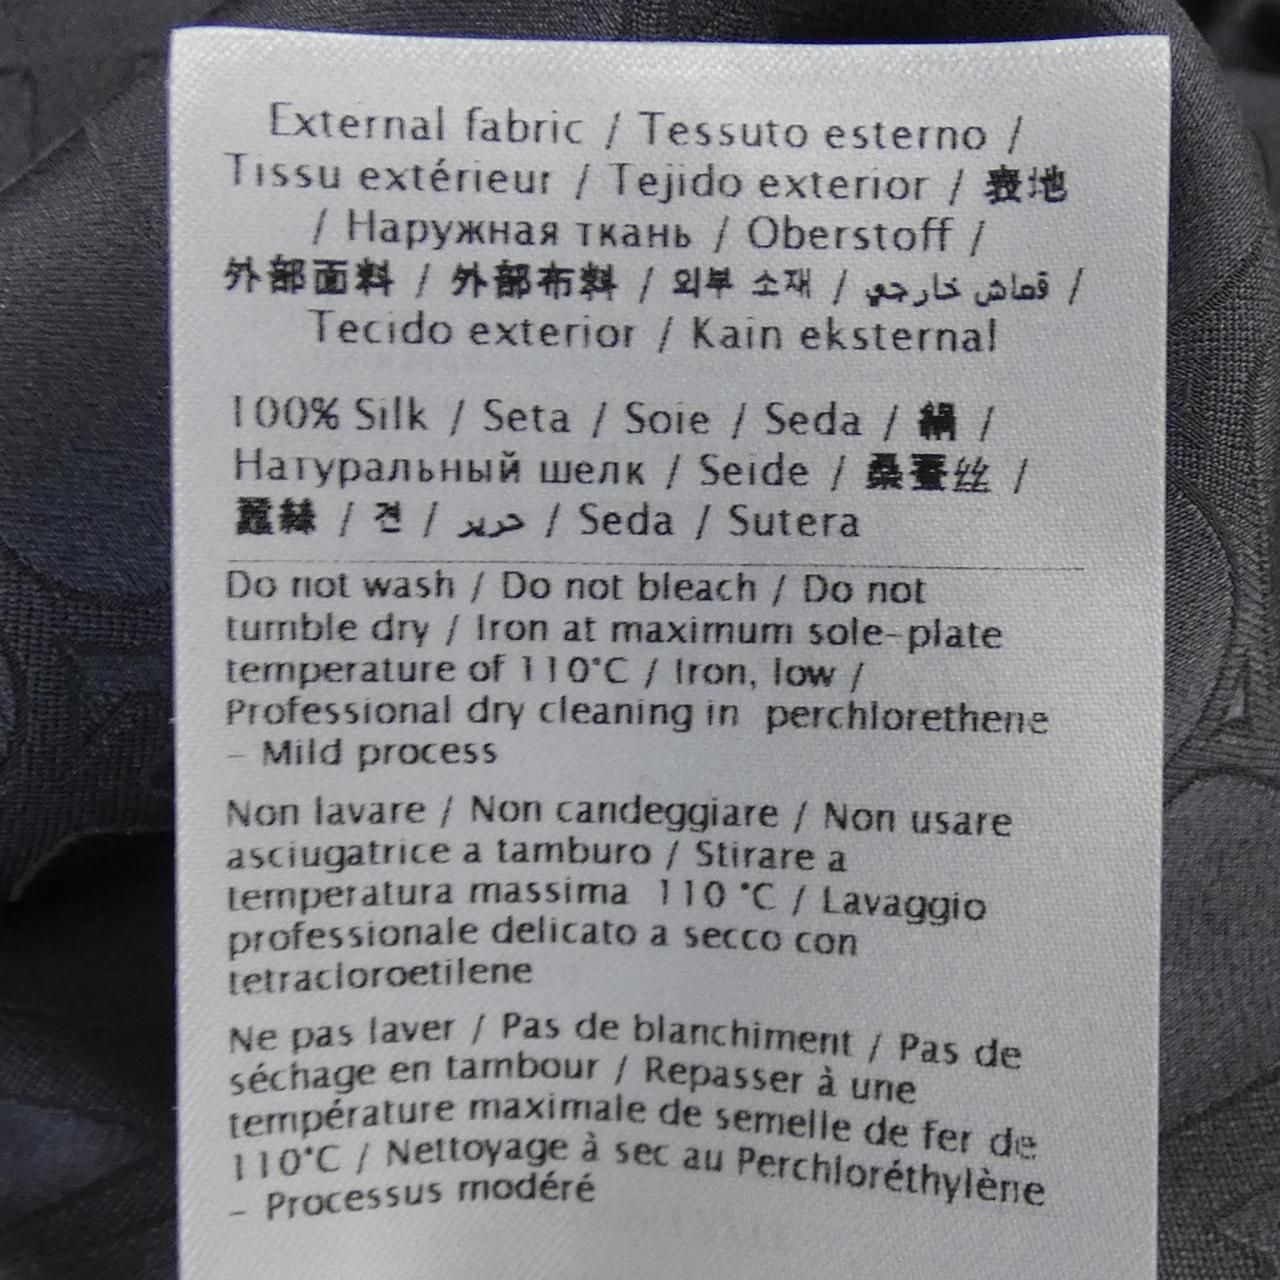 External fabric / Tessuto esterno /
Tissu extérieur / Tejido exterior / 表地
/ Наружная ткань / Oberstoff /
外部面料 / 外部布料 / 외부 소재 / قماش خارجي /
Tecido exterior / Kain eksternal
100% Silk / Seta / Soie / Seda / 絹 /
Натуральный шелк / Seide / 桑蚕丝 /
蠶絲 / 견 / حرير / Seda / Sutera
Do not wash / Do not bleach / Do not
tumble dry / Iron at maximum sole-plate
temperature of 110°C / Iron, low /
Professional dry cleaning in perchlorethene
- Mild process
Non lavare / Non candeggiare / Non usare
asciugatrice a tamburo / Stirare a
temperatura massima 110 °C / Lavaggio
professionale delicato a secco con
tetracloroetilene
Ne pas laver / Pas de blanchiment / Pas de
séchage en tambour / Repasser à une
température maximale de semelle de fer de
110°C / Nettoyage à sec au Perchloréthylène
- Processus modéré